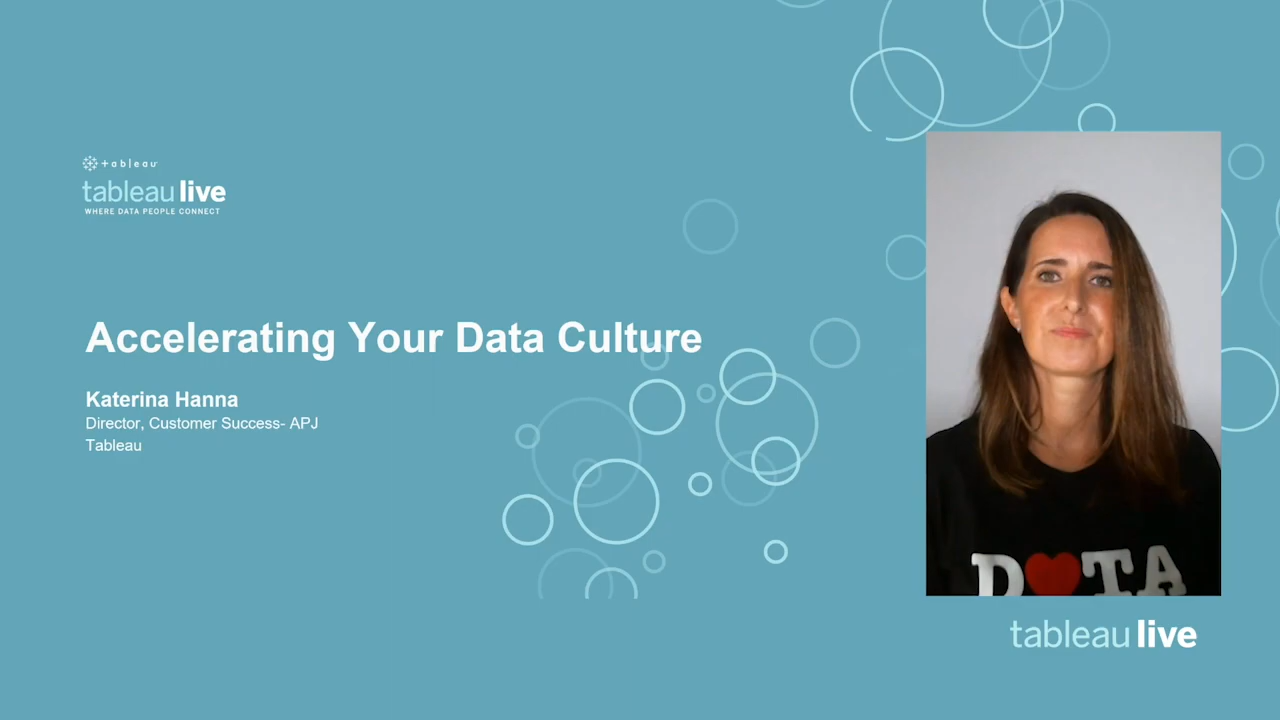 +ableau
tableau live
WHERE DATA PEOPLE CONNECT
Accelerating Your Data Culture
Katerina Hanna
Director, Customer Success- APJ
Tableau
D❤TA
tableau live